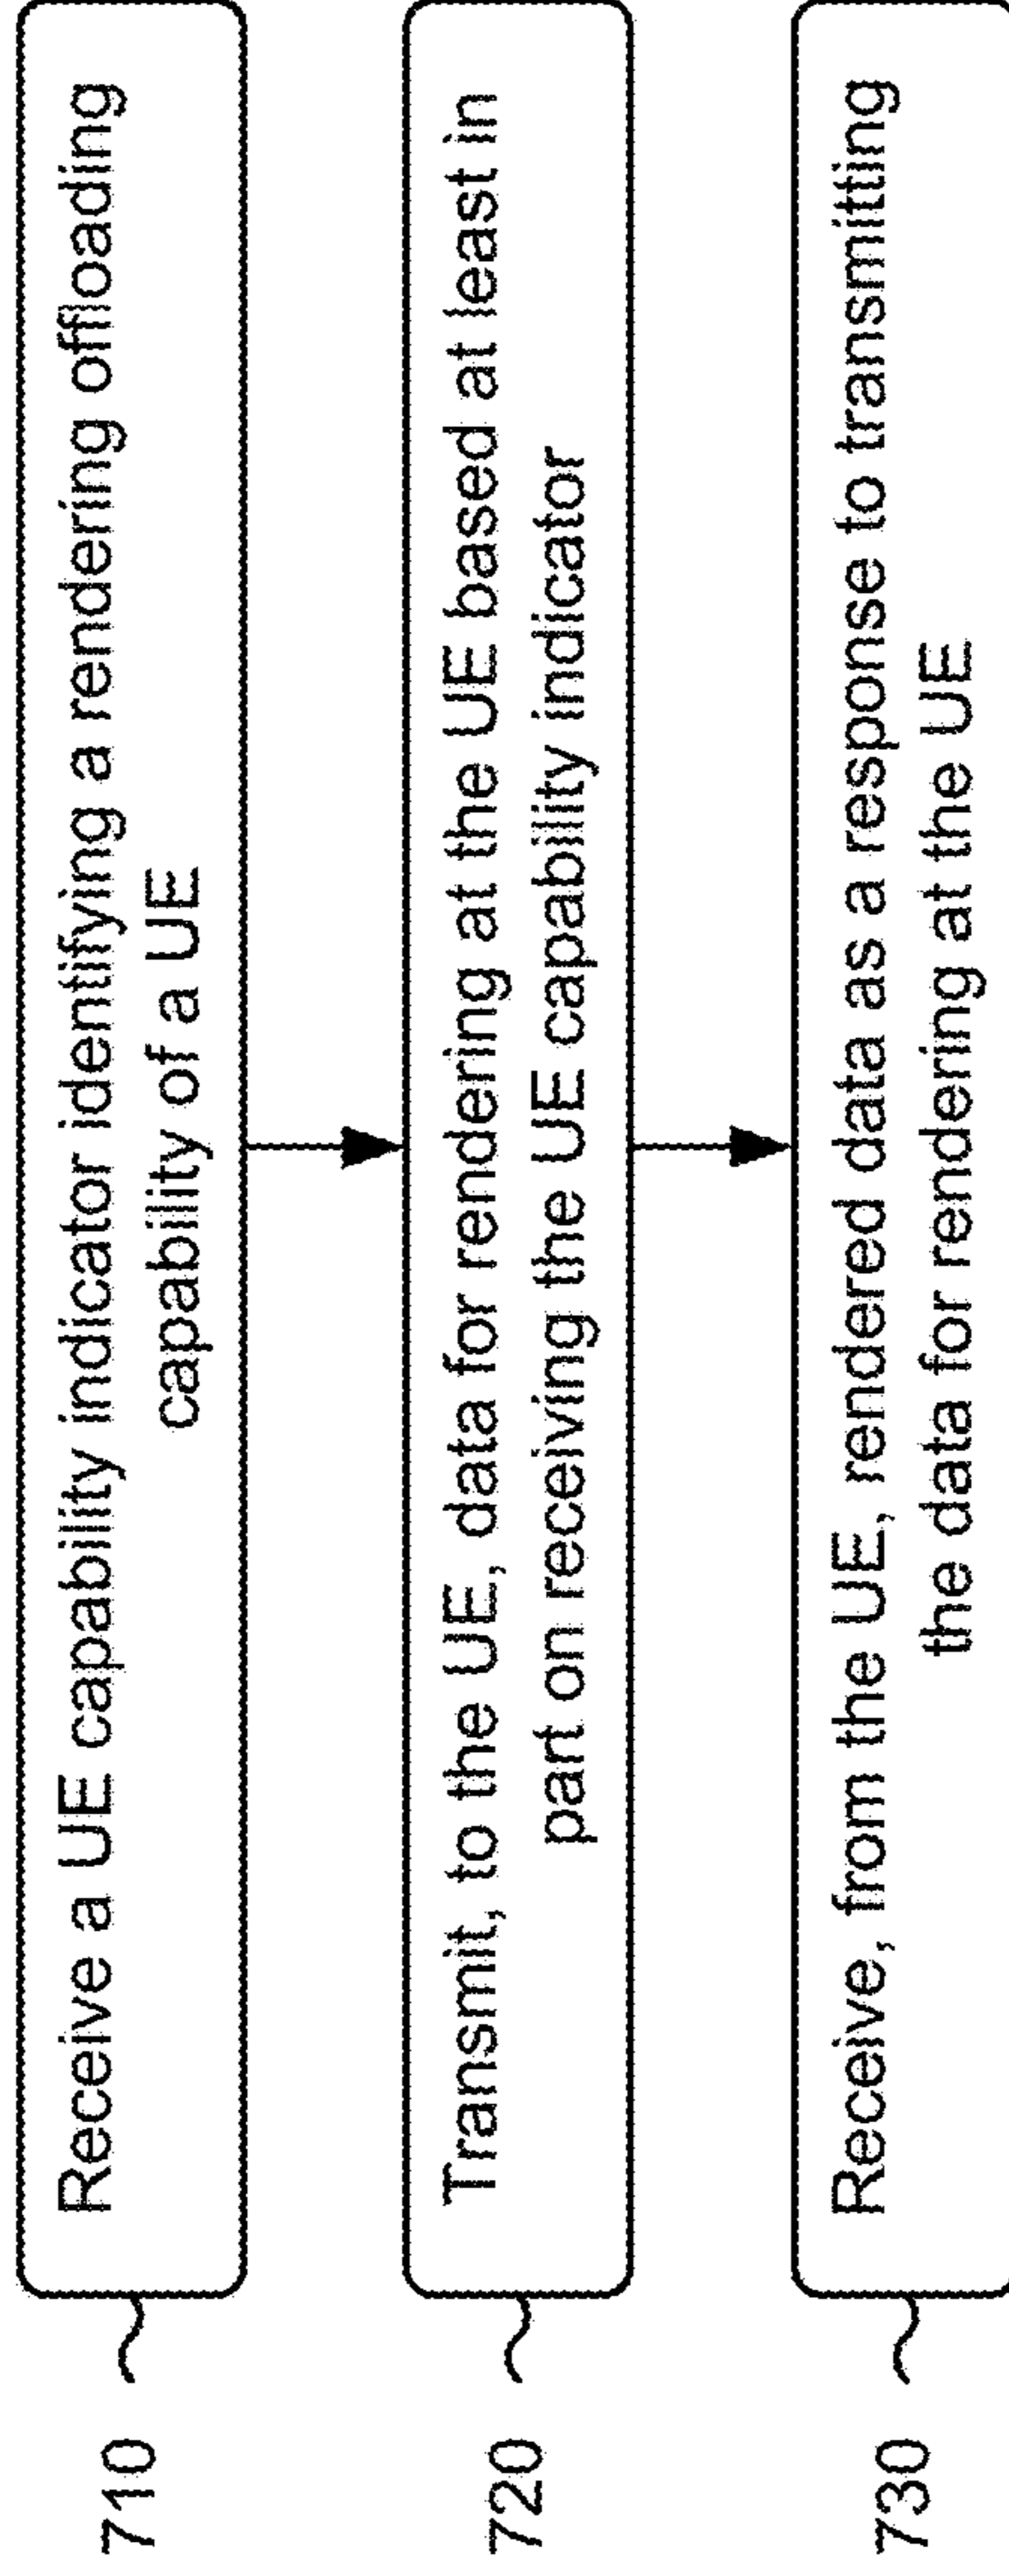 710
Receive a UE capability indicator identifying a rendering offloading
capability of a UE
720
Transmit, to the UE, data for rendering at the UE based at least in
part on receiving the UE capability indicator
730
Receive, from the UE, rendered data as a response to transmitting
the data for rendering at the UE